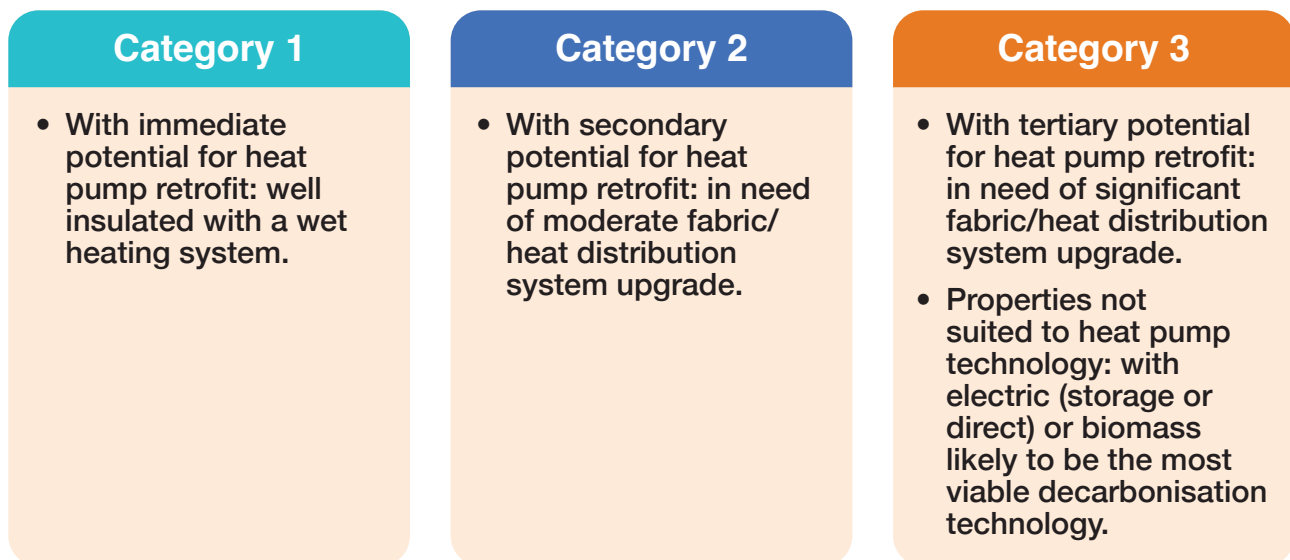 Category 1
• With immediate
potential for heat
pump retrofit: well
insulated with a wet
heating system.
Category 2
• With secondary
potential for heat
pump retrofit: in need
of moderate fabric/
heat distribution
system upgrade.
Category 3
• With tertiary potential
for heat pump retrofit:
in need of significant
fabric/heat distribution
system upgrade.
• Properties not
suited to heat pump
technology: with
electric (storage or
direct) or biomass
likely to be the most
viable decarbonisation
technology.